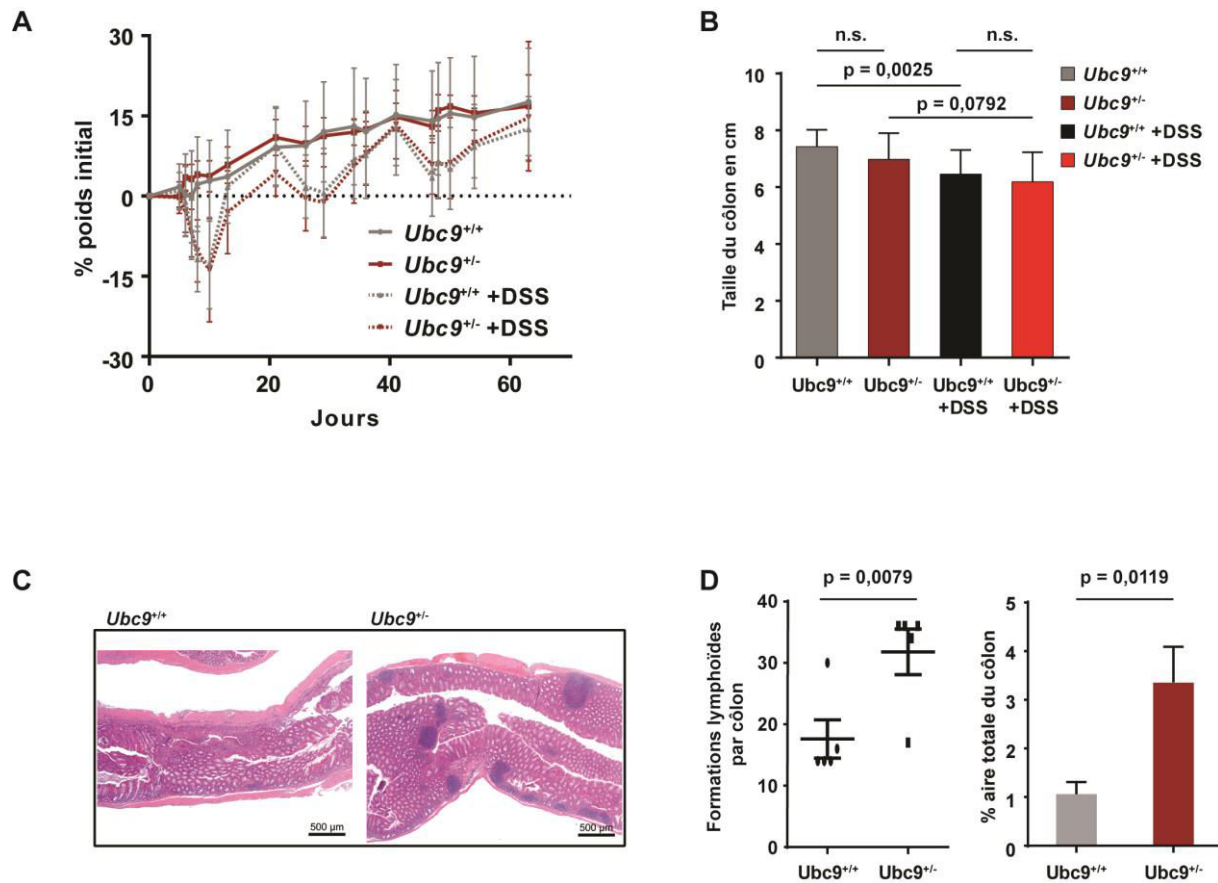 A
30
15
0
-15
-30
% poids initial
0
20
40
60
Jours
Ubc9+/+
Ubc9+/-
Ubc9+/+ +DSS
Ubc9+/- +DSS
B
n.s.
n.s.
p = 0,0025
p = 0,0792
10
8
6
4
2
0
Taille du côlon en cm
Ubc9+/+
Ubc9+/-
Ubc9+/+
+DSS
Ubc9+/-
+DSS
Ubc9+/+
Ubc9+/-
Ubc9+/+ +DSS
Ubc9+/- +DSS
C
Ubc9+/+
Ubc9+/-
500 µm
500 µm
D
p = 0,0079
40
30
20
10
0
Formations lymphoïdes
par côlon
Ubc9+/+
Ubc9+/-
p = 0,0119
5
4
3
2
1
0
% aire totale du côlon
Ubc9+/+
Ubc9+/-